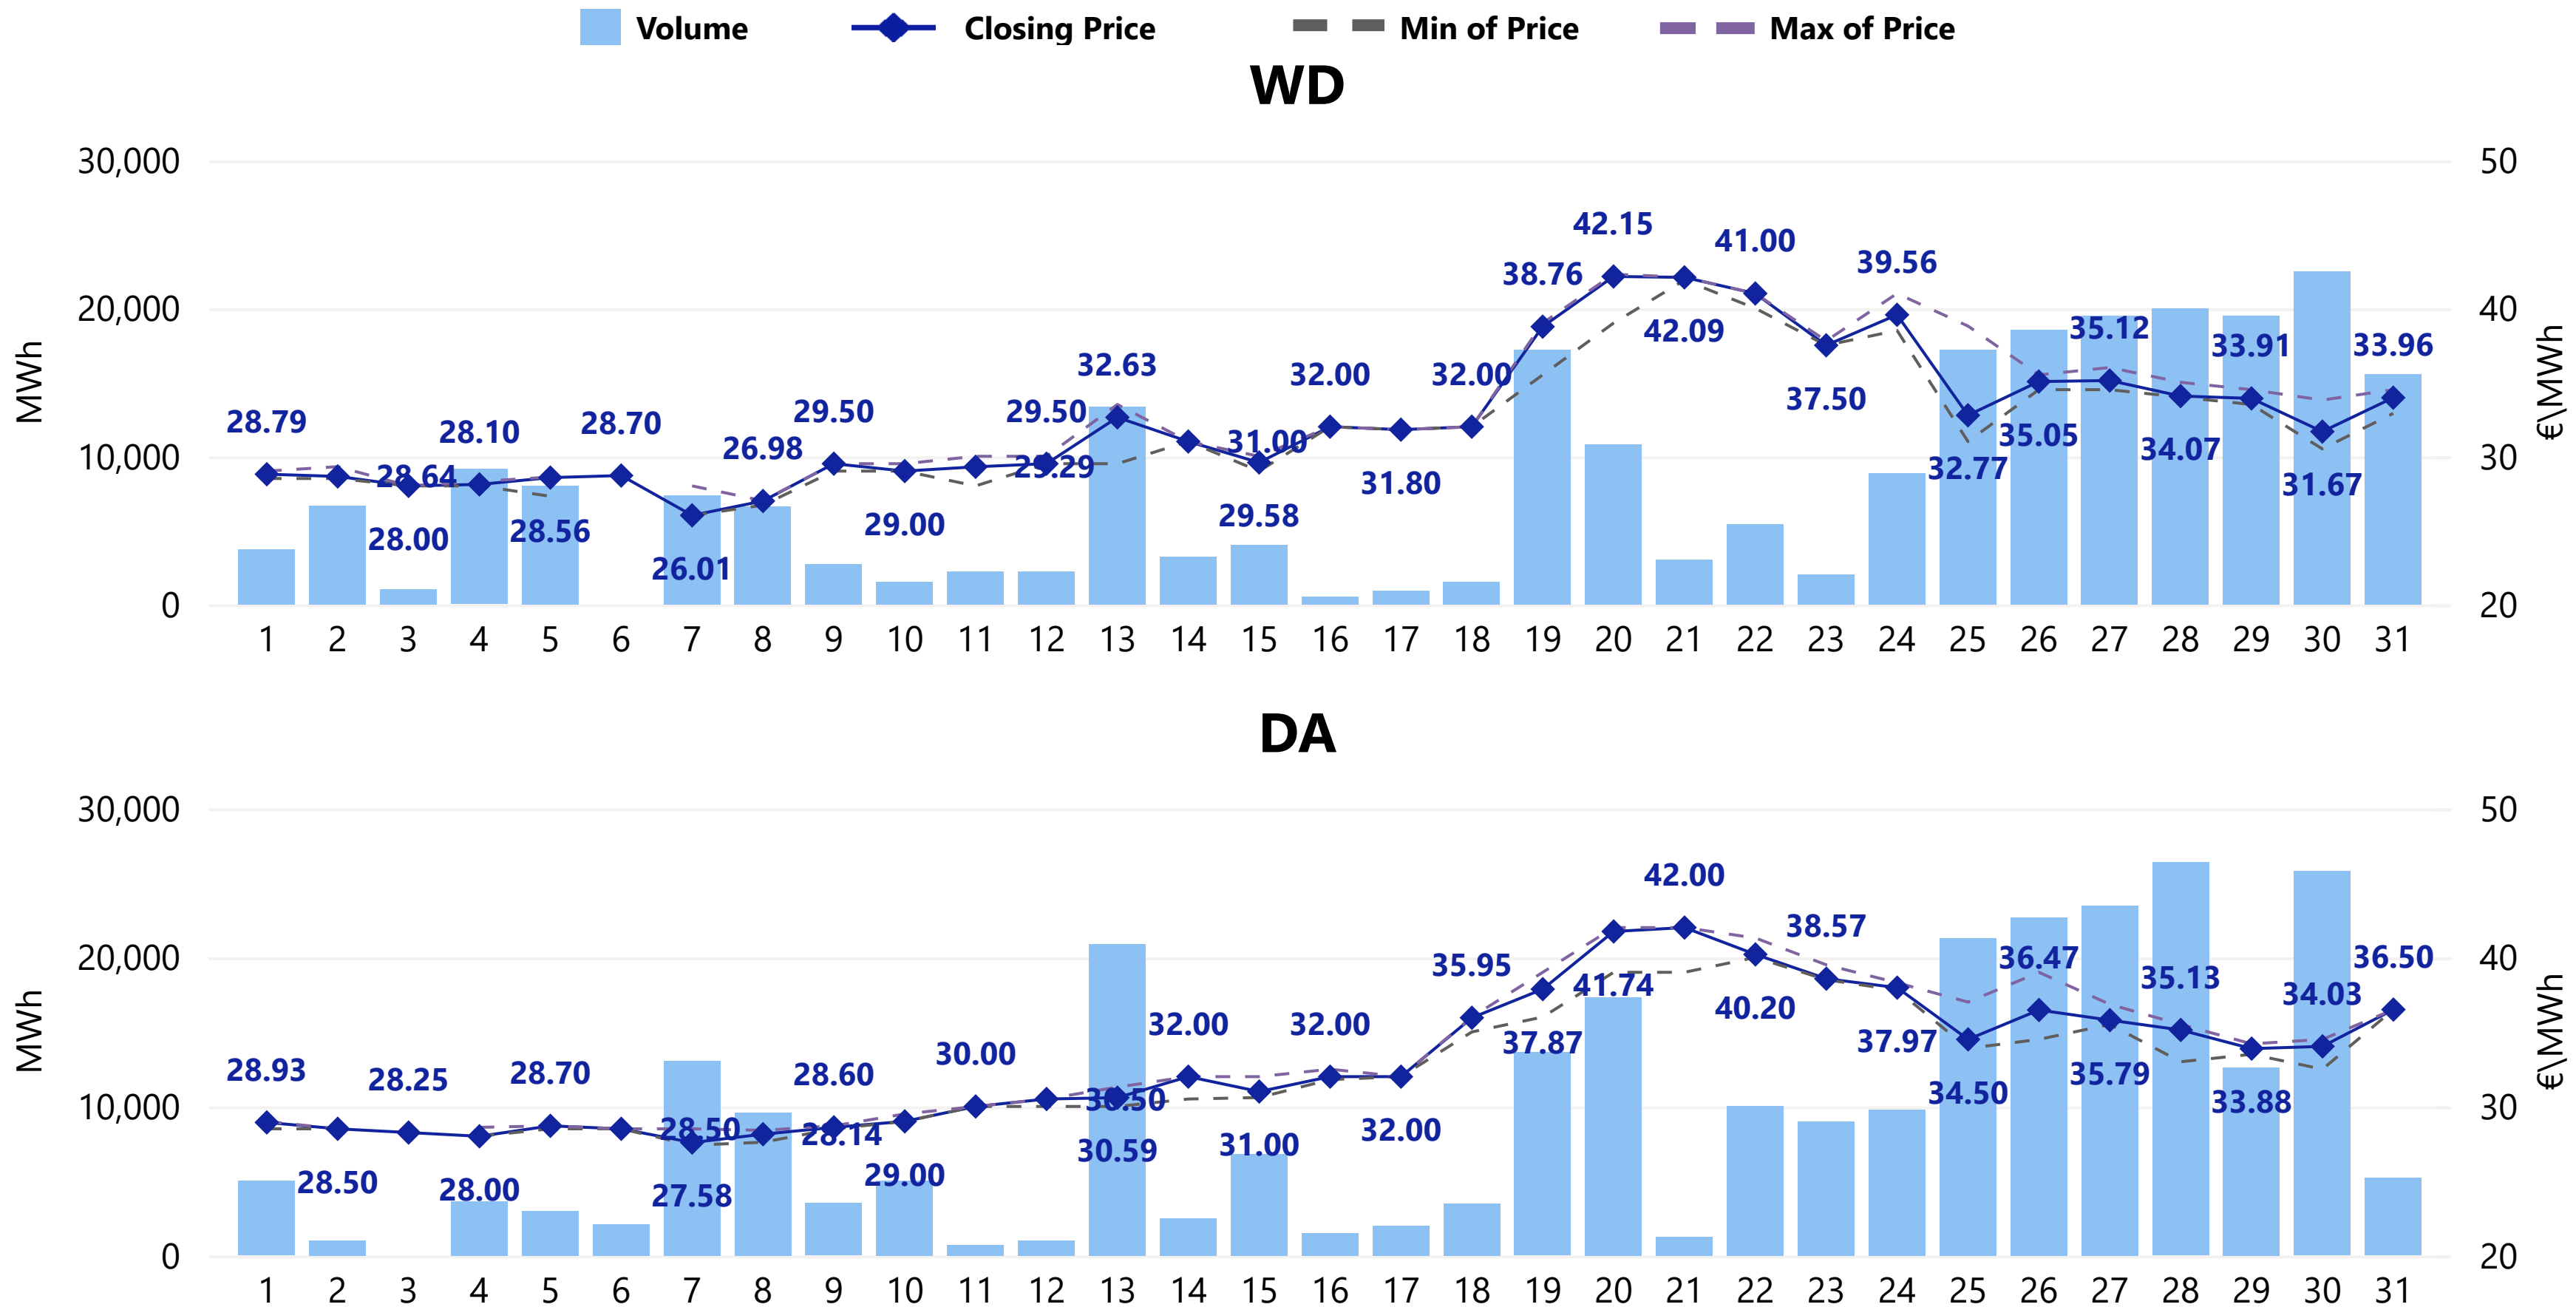 Volume Closing Price Min of Price Max of Price
WD
30,000 50
42.15
41.00
39.56
38.76
20,000 40
42.09 35.12
33.91 33.96
32.63
32.00 32.00
37.50
28.79 28.10 28.70 29.50 29.50
26.98 31.00 35.05 34.07
10,000 30
28.64 29.29 32.77
31.80 31.67
28.00 28.56 29.00 29.58
26.01
0 20
1 2 3 4 5 6 7 8 9 10 11 12 13 14 15 16 17 18 19 20 21 22 23 24 25 26 27 28 29 30 31
MWh
€\MWh
DA
30,000 50
42.00
38.57
20,000 40
35.95 36.47 36.50
41.74 35.13 34.03
40.20
32.00 32.00
37.87 37.97
30.00
28.93 28.25 28.70 28.60 35.79
34.50 33.88
10,000 30
30.50
28.50 28.14 32.00
30.59 31.00
28.50 28.00 27.58 29.00
0 20
1 2 3 4 5 6 7 8 9 10 11 12 13 14 15 16 17 18 19 20 21 22 23 24 25 26 27 28 29 30 31
MWh
€\MWh